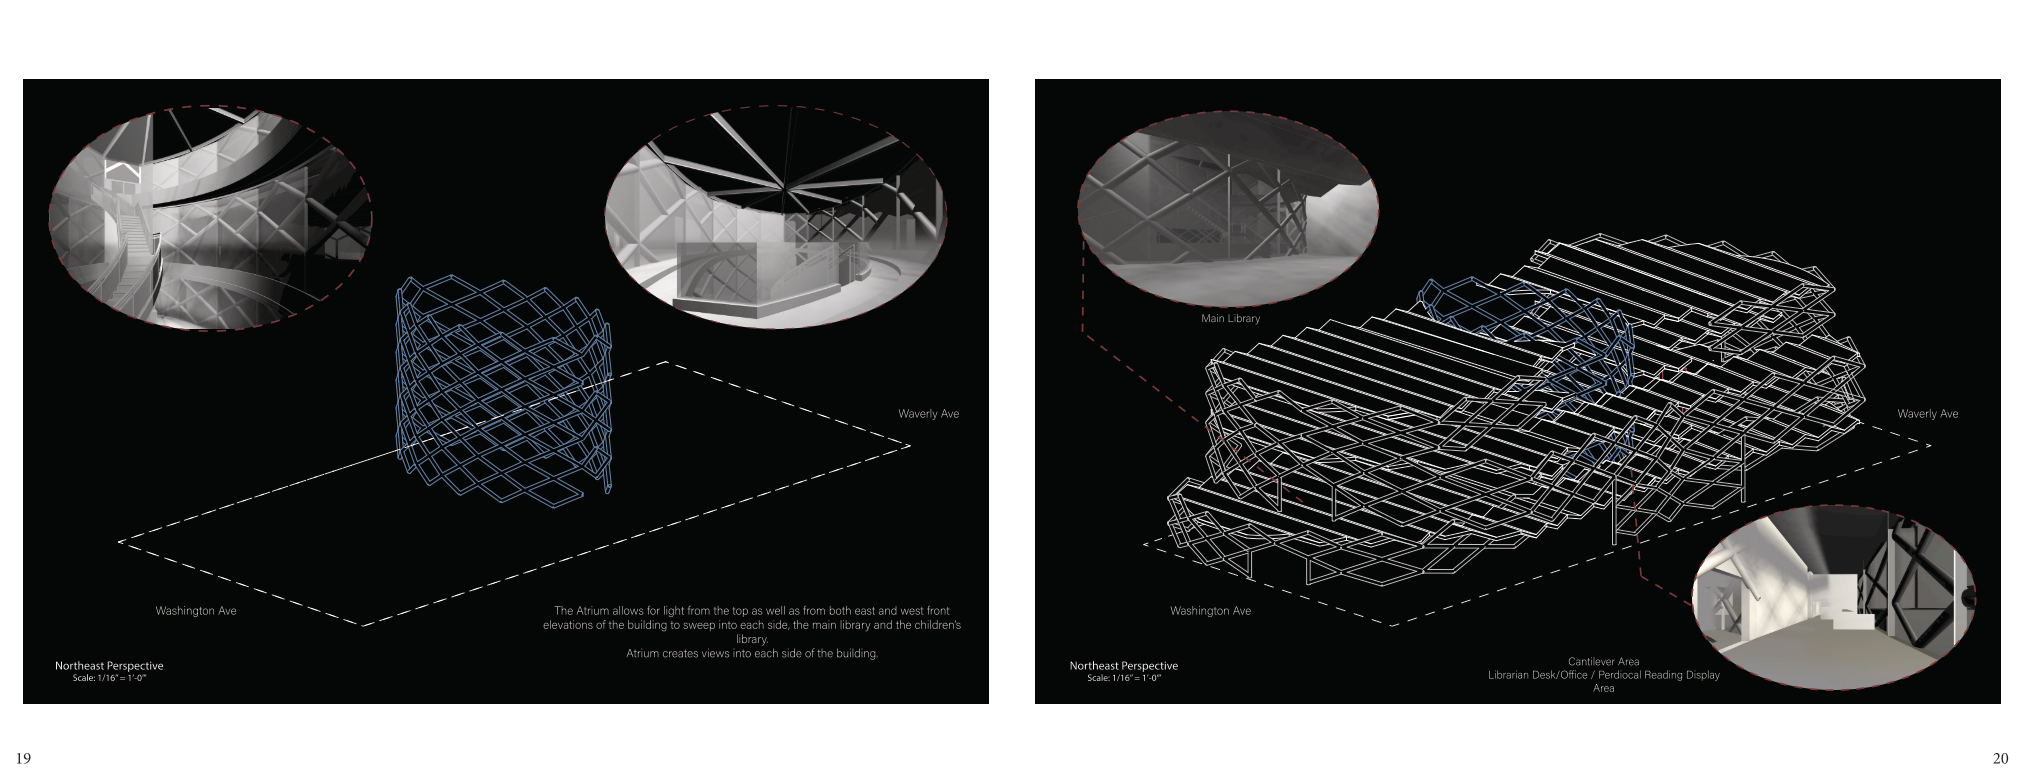 Waverly Ave
Washington Ave
The Atrium allows for light from the top as well as from both east and west front
elevations of the building to sweep into each side, the main library and the children's
library.
Atrium creates views into each side of the building.
Northeast Perspective
Scale: 1/16" = 1'-0"'
19
Main Library
Waverly Ave
Washington Ave
Northeast Perspective
Scale: 1/16" = 1'-0"'
Cantilever Area
Librarian Desk/Office / Perdiocal Reading Display
Area
20